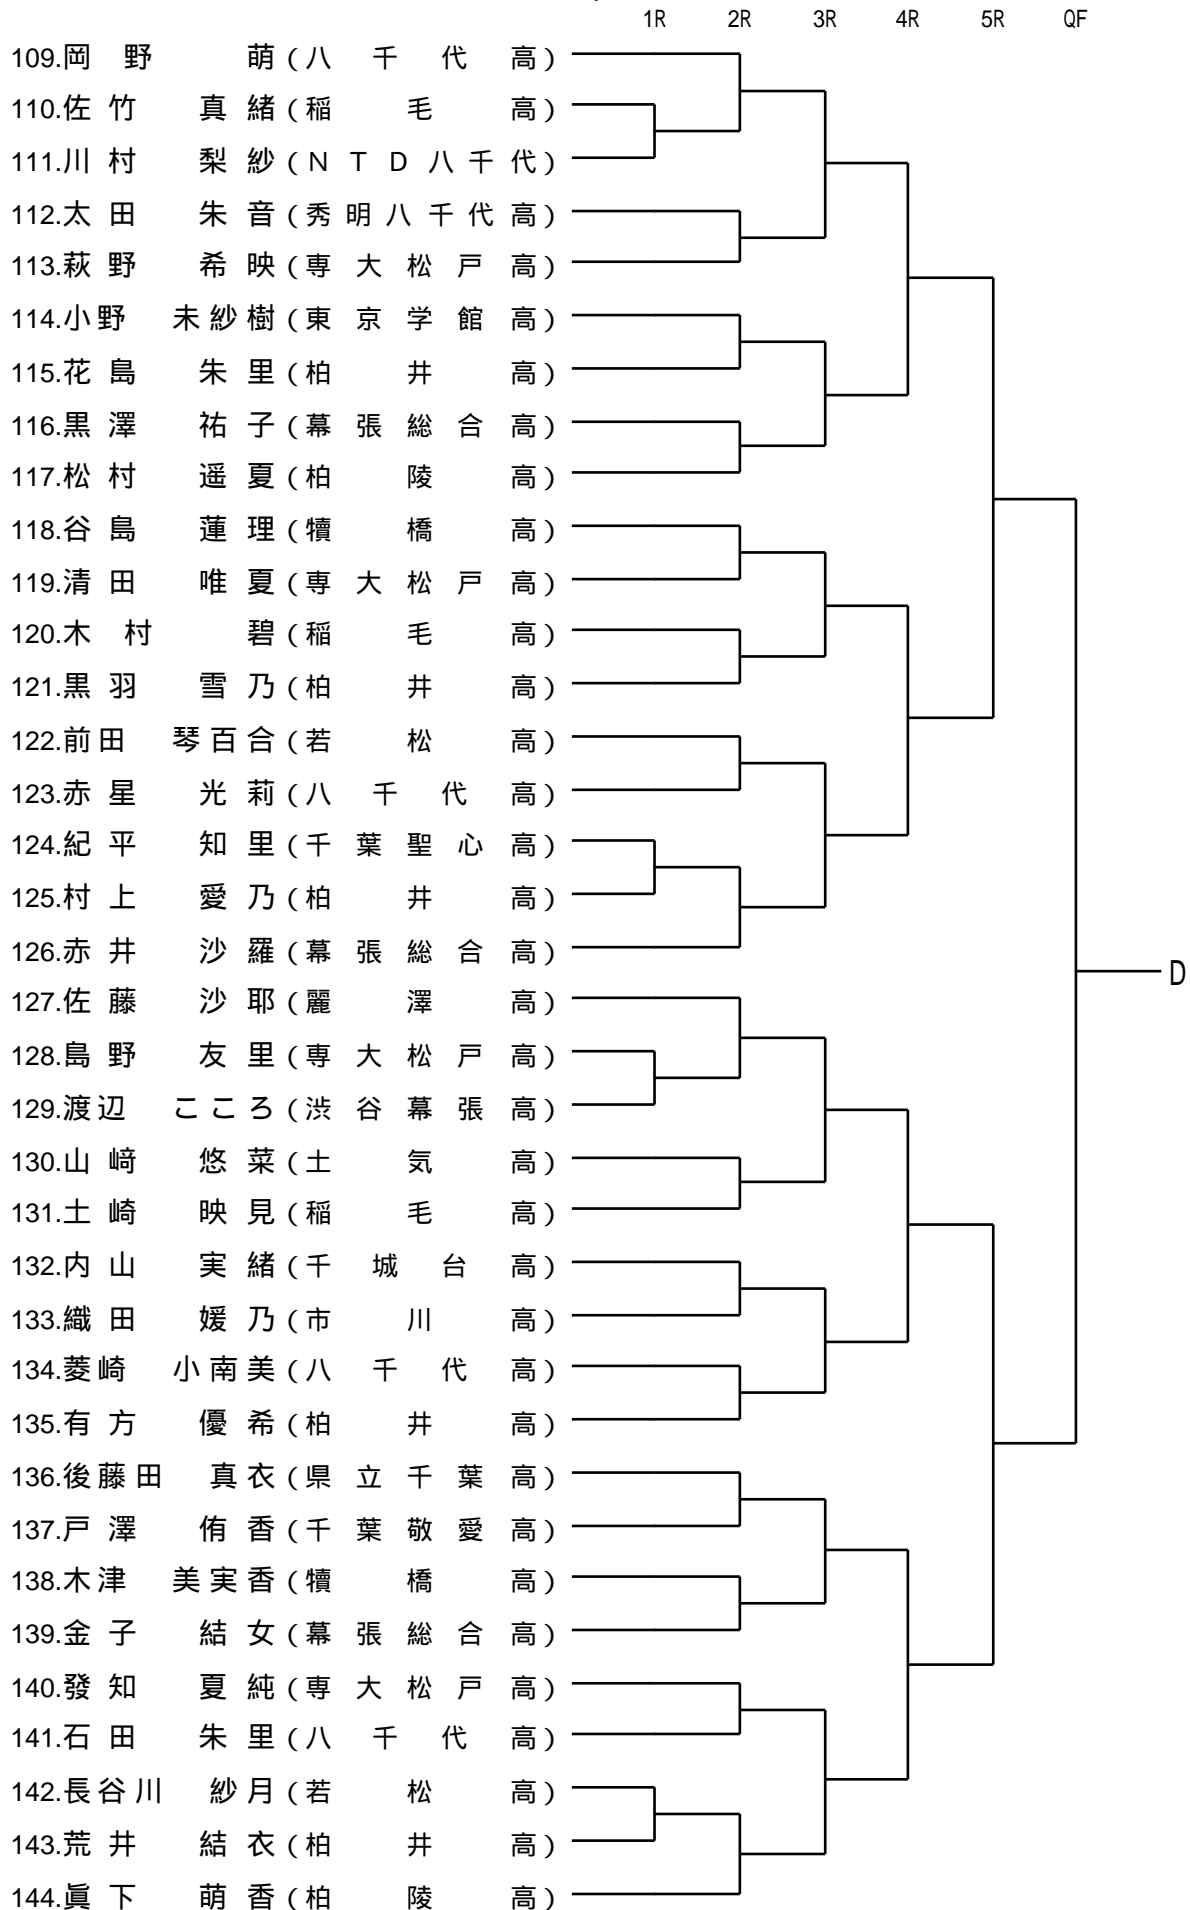 1R 2R 3R 4R 5R QF
109.岡野 萌(八千代高)
110.佐竹 真緒(稲毛高)
111.川村 梨紗(NTD八千代)
112.太田 朱音(秀明八千代高)
113.萩野 希映(専大松戸高)
114.小野 未紗樹(東京学館高)
115.花島 朱里(柏井高)
116.黒澤 祐子(幕張総合高)
117.松村 遥夏(柏陵高)
118.谷島 蓮理(犢橋高)
119.清田 唯夏(専大松戸高)
120.木村 碧(稲毛高)
121.黒羽 雪乃(柏井高)
122.前田 琴百合(若松高)
123.赤星 光莉(八千代高)
124.紀平 知里(千葉聖心高)
125.村上 愛乃(柏井高)
126.赤井 沙羅(幕張総合高)
D
127.佐藤 沙耶(麗澤高)
128.島野 友里(専大松戸高)
129.渡辺 こころ(渋谷幕張高)
130.山﨑 悠菜(土気高)
131.土崎 映見(稲毛高)
132.内山 実緒(千城台高)
133.織田 媛乃(市川高)
134.菱崎 小南美(八千代高)
135.有方 優希(柏井高)
136.後藤田 真衣(県立千葉高)
137.戸澤 侑香(千葉敬愛高)
138.木津 美実香(犢橋高)
139.金子 結女(幕張総合高)
140.發知 夏純(専大松戸高)
141.石田 朱里(八千代高)
142.長谷川 紗月(若松高)
143.荒井 結衣(柏井高)
144.眞下 萌香(柏陵高)